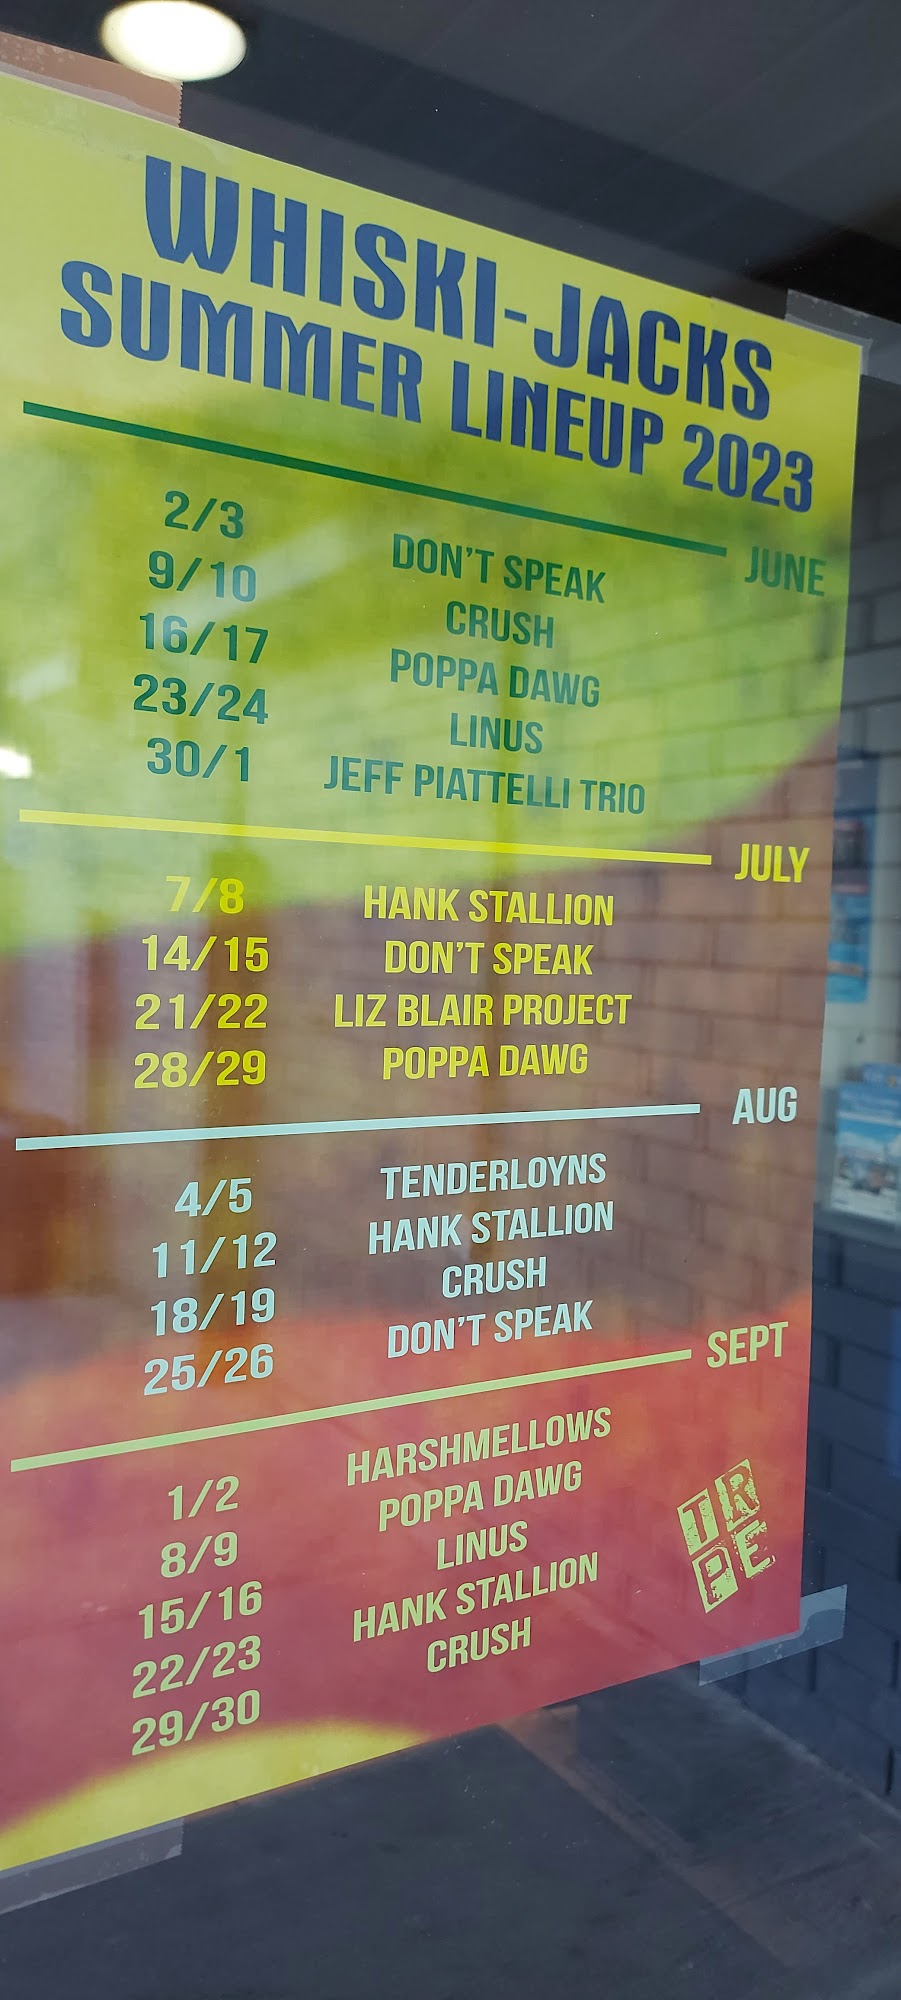 WHISKI-JACKS
SUMMER LINEUP 2023
JUNE
2/3 DON'T SPEAK
9/10 CRUSH
16/17 POPPA DAWG
23/24 LINUS
30/1 JEFF PIATTELLI TRIO
JULY
7/8 HANK STALLION
14/15 DON'T SPEAK
21/22 LIZ BLAIR PROJECT
28/29 POPPA DAWG
AUG
4/5 TENDERLOYNS
11/12 HANK STALLION
18/19 CRUSH
25/26 DON'T SPEAK
SEPT
1/2 HARSHMELLOWS
8/9 POPPA DAWG
15/16 LINUS
22/23 HANK STALLION
29/30 CRUSH
TR
PE